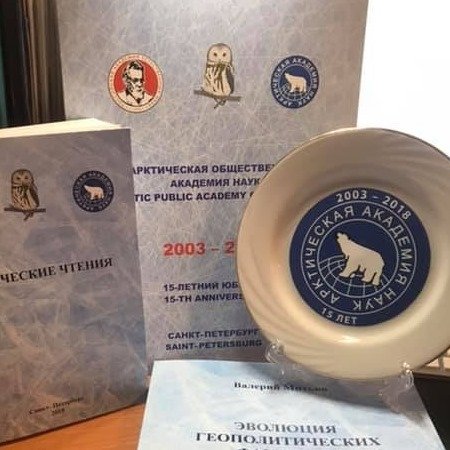 АРКТИЧЕСКАЯ ОБЩЕСТВЕ
АКАДЕМИЯ НАУК
TIC PUBLIC ACADEMY
2003 – 2
15-ЛЕТНИЙ ЮБ
15-TH ANNIVERS
САНКТ-ПЕТЕРБУРГ
SAINT-PETERSBURG
ЧЕСКИЕ ЧТЕНИЯ
Санкт-Петербург
2003 - 2018
АРКТИЧЕСКАЯ АКАДЕМИЯ НАУК
15 ЛЕТ
Валерий
ЭВОЛЮЦИЯ
ГЕОПОЛИТИЧЕСКИХ